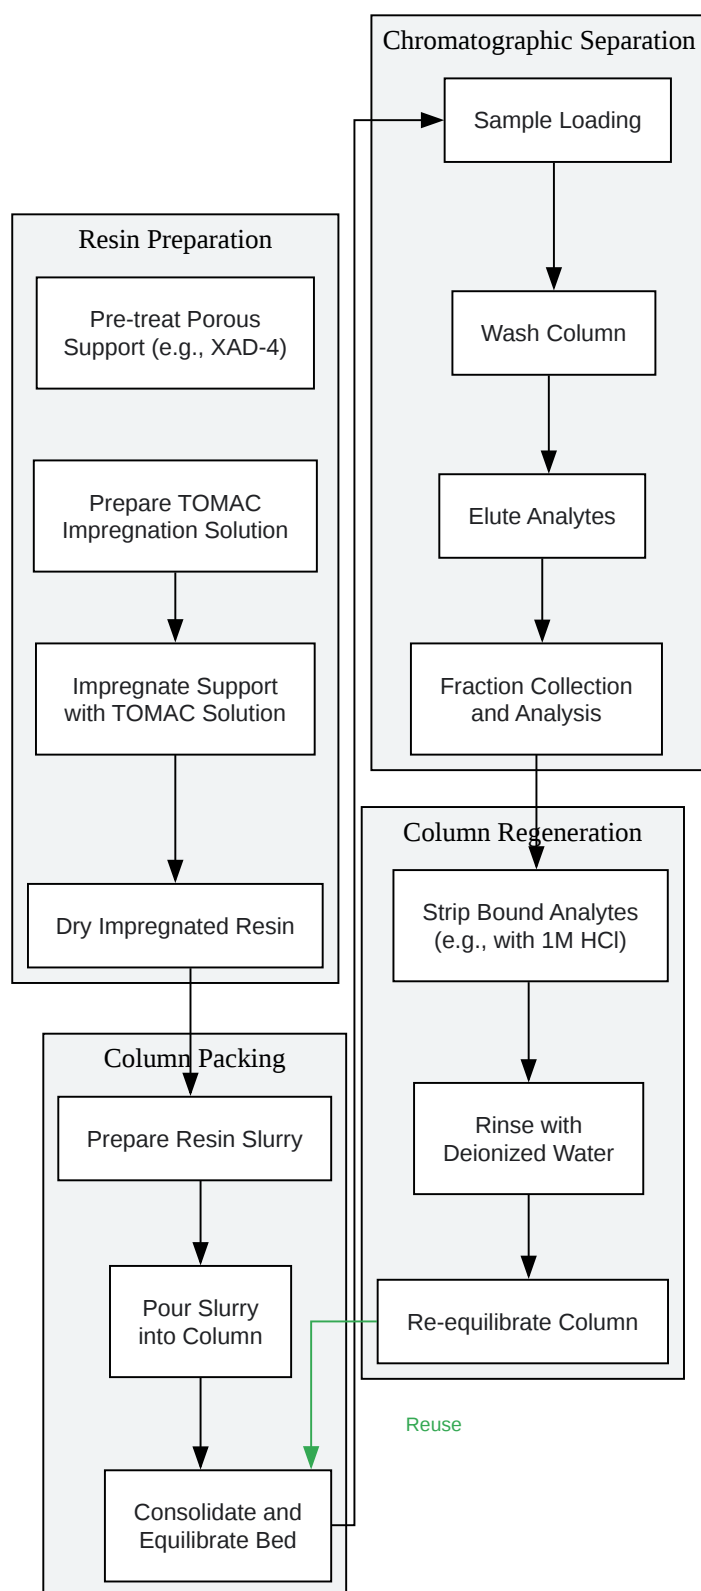 Resin Preparation
Pre-treat Porous
Support (e.g., XAD-4)
Prepare TOMAC
Impregnation Solution
Impregnate Support
with TOMAC Solution
Dry Impregnated Resin
Column Packing
Prepare Resin Slurry
Pour Slurry
into Column
Consolidate and
Equilibrate Bed
Chromatographic Separation
Sample Loading
Wash Column
Elute Analytes
Fraction Collection
and Analysis
Column Regeneration
Strip Bound Analytes
(e.g., with 1M HCl)
Rinse with
Deionized Water
Re-equilibrate Column
Reuse